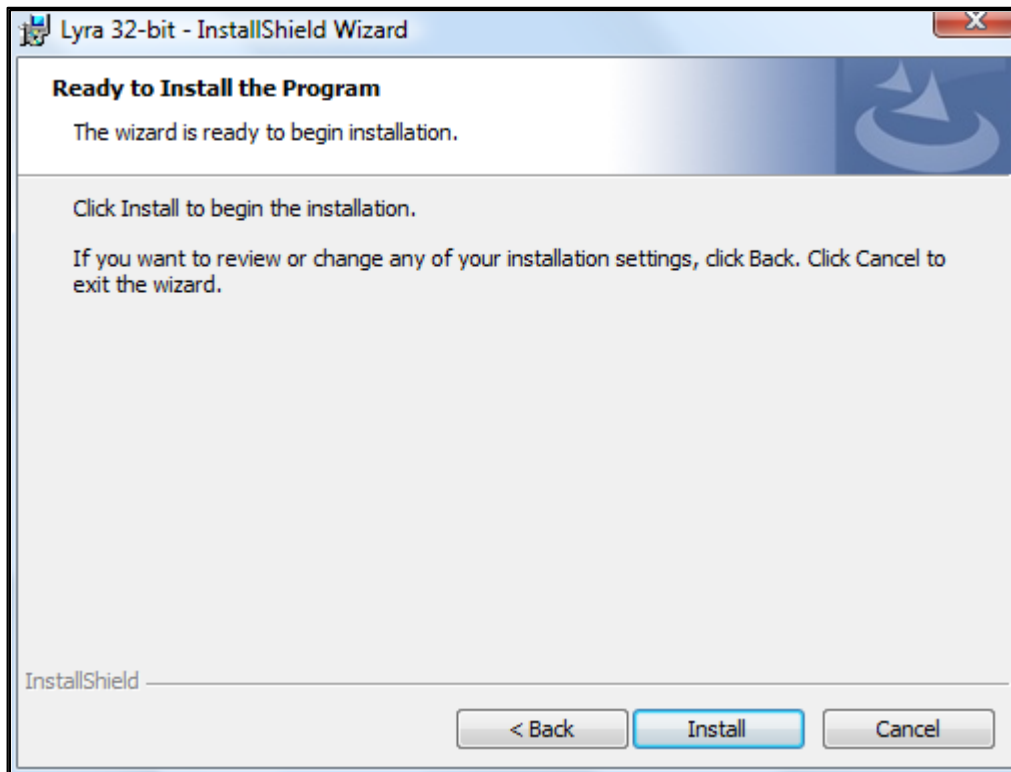 Lyra 32-bit - InstallShield Wizard
X
Ready to Install the Program
The wizard is ready to begin installation.
Click Install to begin the installation.
If you want to review or change any of your installation settings, click Back. Click Cancel to
exit the wizard.
InstallShield
< Back Install Cancel